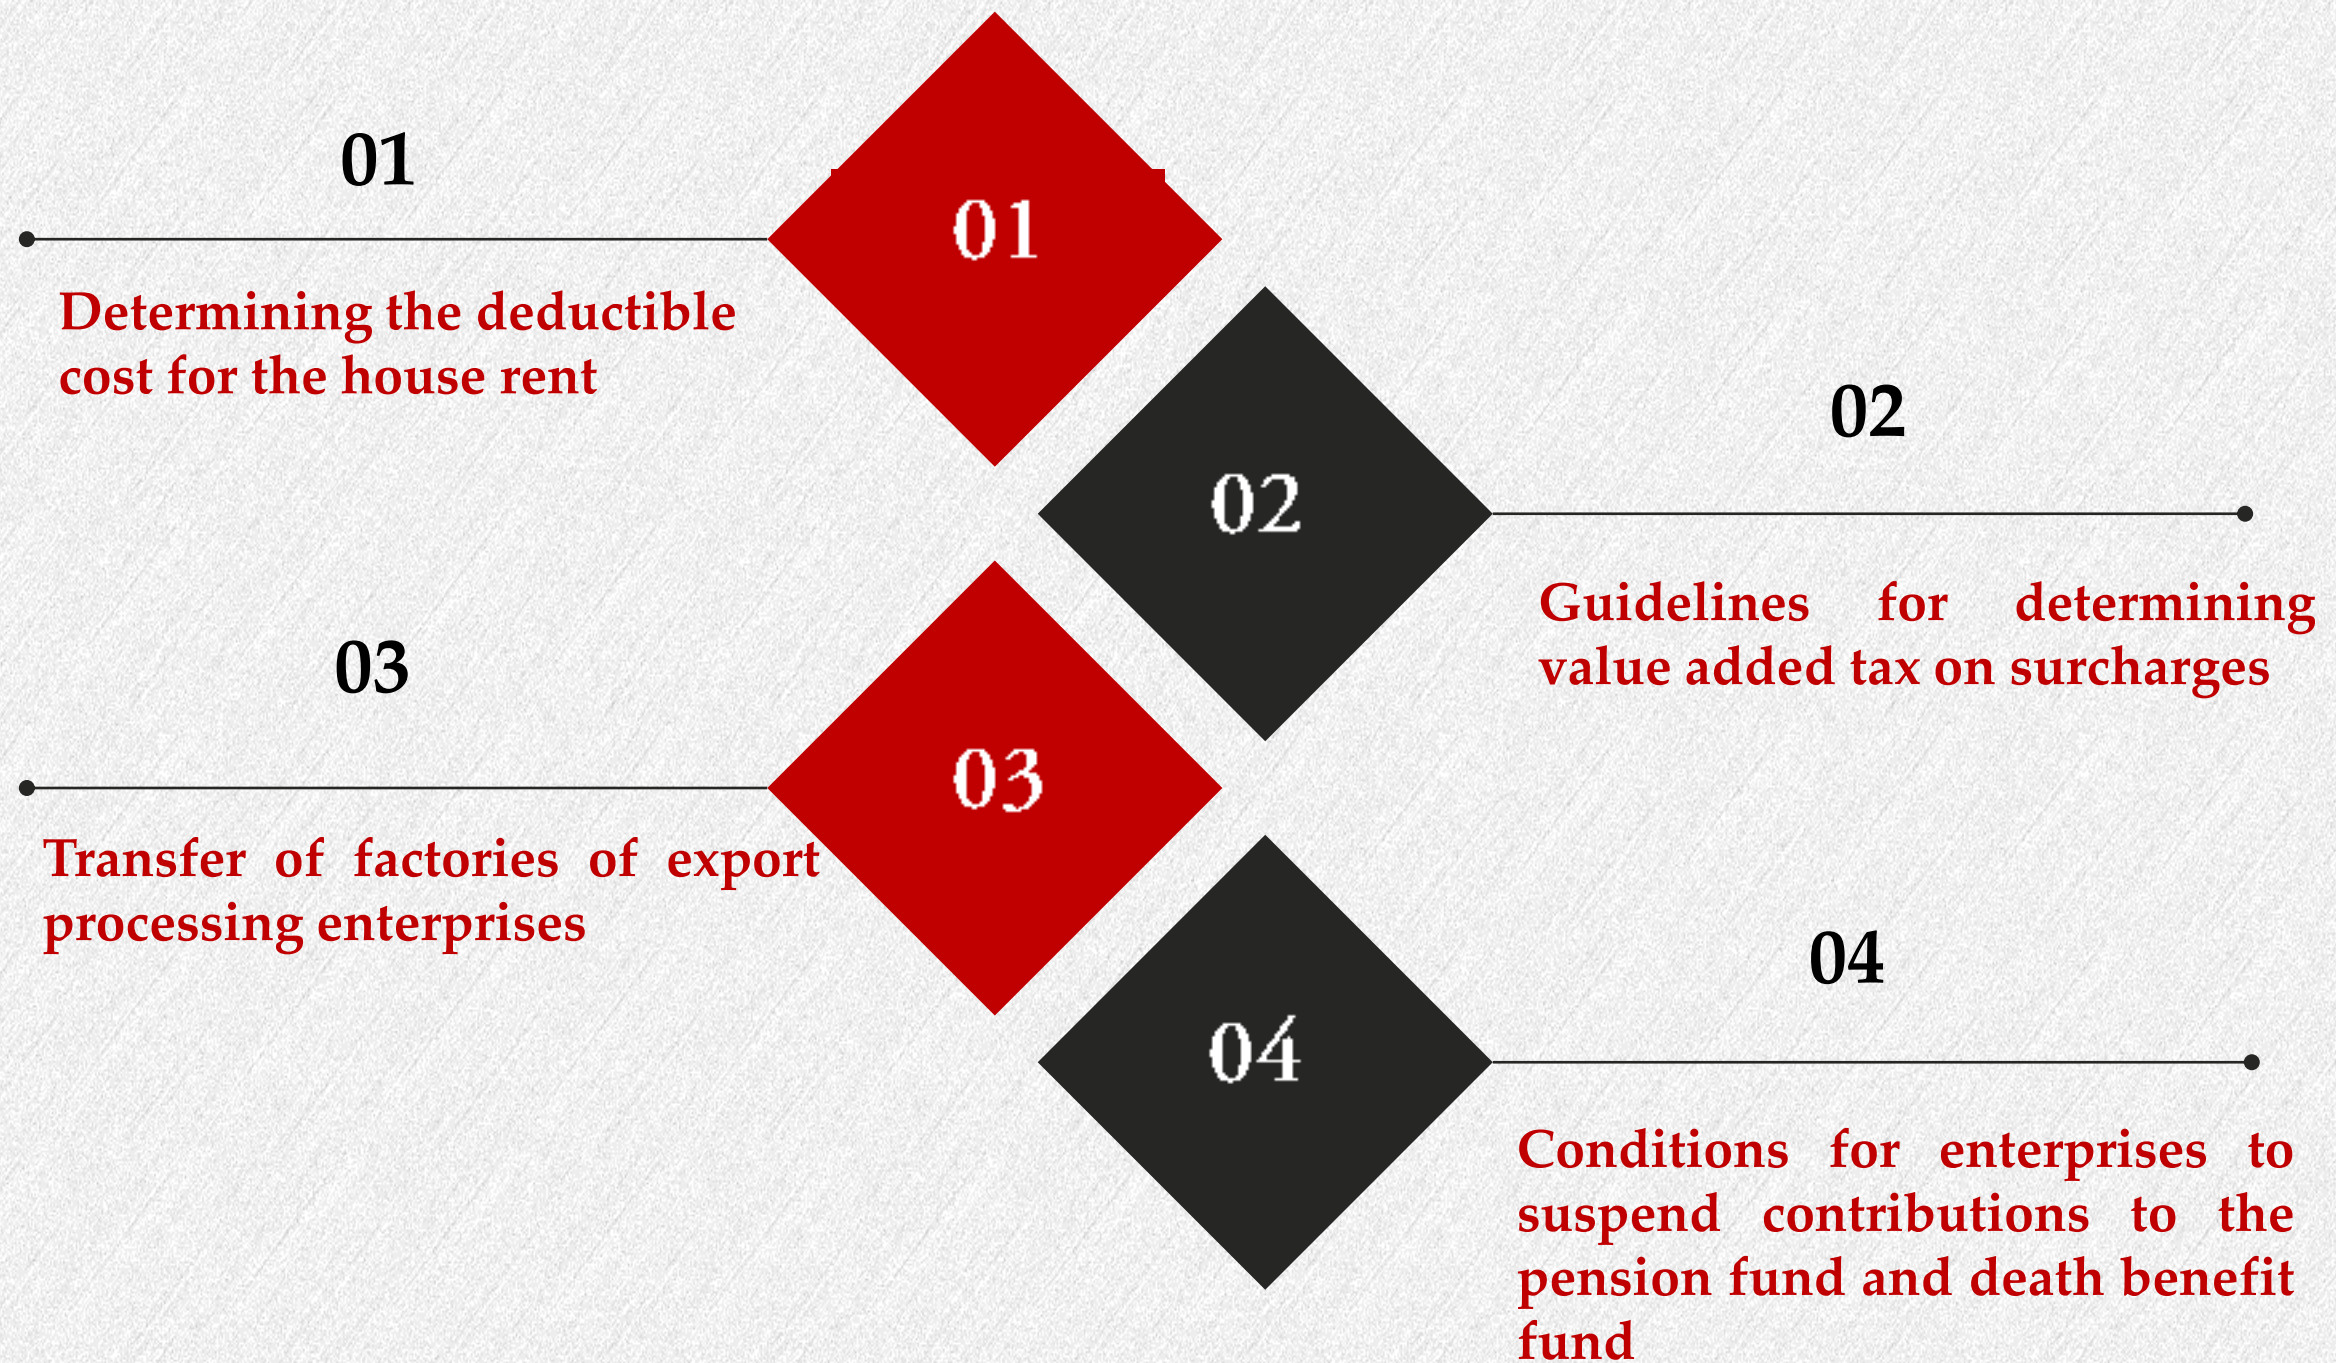 01
01
Determining the deductible
cost for the house rent
02
02
Guidelines for determining
value added tax on surcharges
03
03
Transfer of factories of export
processing enterprises
04
04
Conditions for enterprises to
suspend contributions to the
pension fund and death benefit
fund